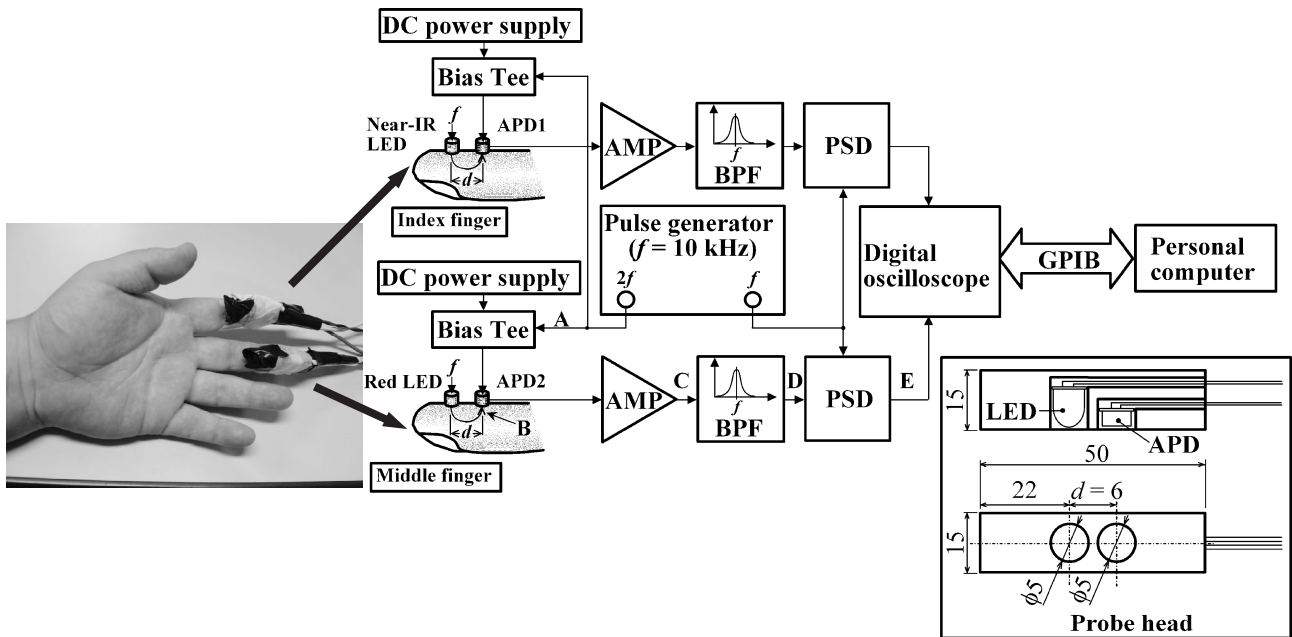 DC power supply
Bias Tee
Near-IR
LED
f
APD1
d
Index finger
AMP
f
BPF
PSD
Pulse generator
(f = 10 kHz)
2f
f
Digital
oscilloscope
GPIB
Personal
computer
DC power supply
Bias Tee
A
Red LED
f
APD2
d
B
Middle finger
AMP
C
f
BPF
D
PSD
E
15
LED
APD
50
22
d = 6
15
ϕ5
ϕ5
Probe head